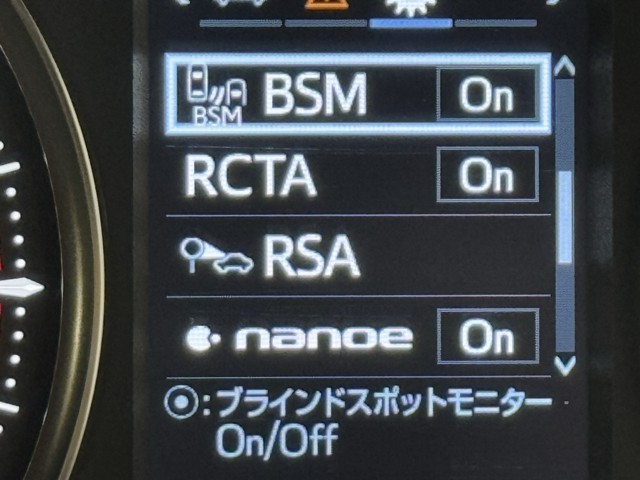 BSM BSM On
RCTA On
RSA
nanoe On
⦿:ブラインドスポットモニター
On/Off